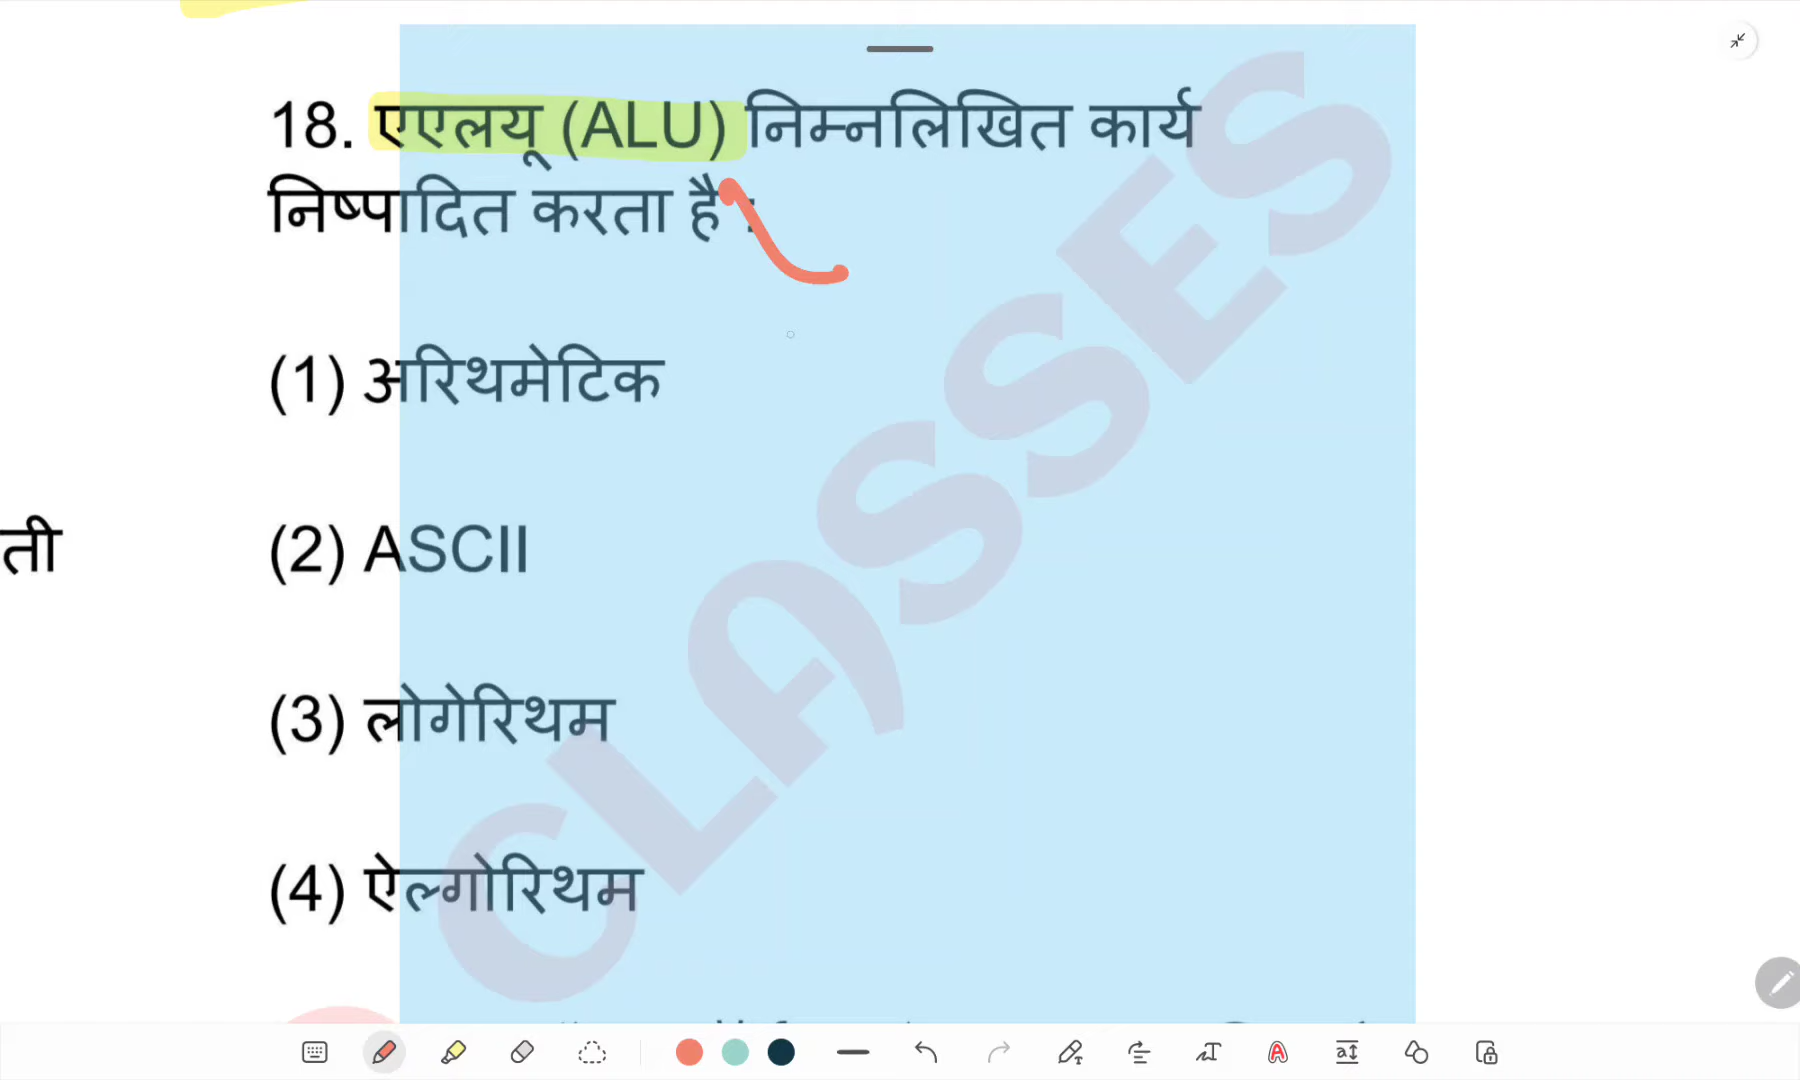 18. एएलयू (ALU) निम्नलिखित कार्य
निष्पादित करता है :
(1) अरिथमेटिक
ती
(2) ASCII
(3) लोगेरिथम
(4) ऐल्गोरिथम
CLASSES